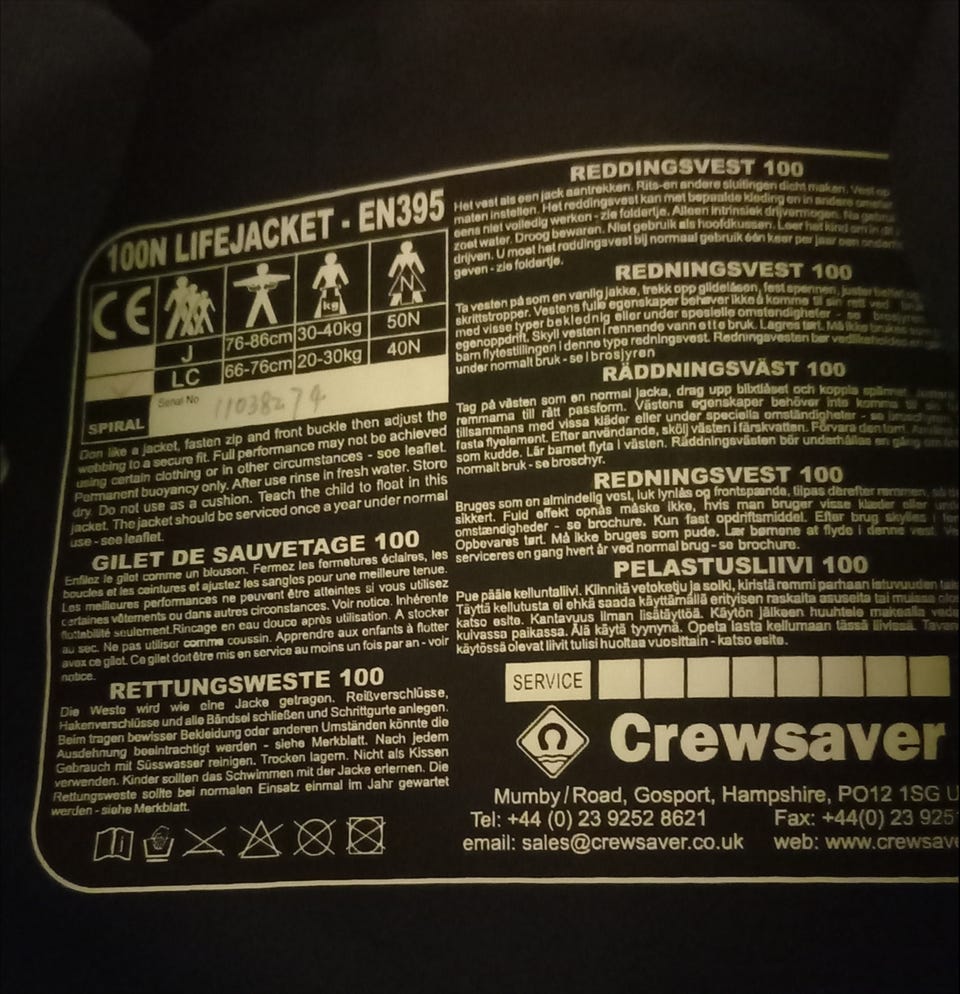 100N LIFEJACKET - EN395
CE
kg
N
J 76-86cm 30-40kg 50N
LC 66-76cm 20-30kg 40N
SPIRAL
Serial No
Don like a jacket, fasten zip and front buckle then adjust the
webbing to a secure fit. Full performance may not be achieved
using certain clothing or in other circumstances - see leaflet.
Permanent buoyancy only. After use rinse in fresh water. Store
dry. Do not use as a cushion. Teach the child to float in this
jacket. The jacket should be serviced once a year under normal
use - see leaflet.
GILET DE SAUVETAGE 100
Enfilez le gilet comme un blouson. Fermez les fermetures éclaires, les
boucles et les ceintures et ajustez les sangles pour une meilleure tenue.
Les meilleures performances ne peuvent être atteintes si vous utilisez
certaines vêtements ou dans autres circonstances. Voir notice. Inhérente
flottabilité seulement.Rincage en eau douce après utilisation. A stocker
au sec. Ne pas utiliser comme coussin. Apprendre aux enfants à flotter
avex ce gilet. Ce gilet doit être mis en service au moins un fois par an - voir
notice.
RETTUNGSWESTE 100
Die Weste wird wie eine Jacke getragen. Reißverschlüsse,
Hakenverschlüsse und alle Bändsel schließen und Schrittgurte anlegen.
Beim tragen bewisser Bekleidung oder anderen Umständen könnte die
Ausdehnung beeintrachtigt werden - siehe Merkblatt. Nach jedem
Gebrauch mit Süsswasser reinigen. Trocken lagern. Nicht als Kissen
verwenden. Kinder sollten das Schwimmen mit der Jacke erlernen. Die
Rettungsweste sollte bei normalen Einsatz einmal im Jahr gewartet
werden - siehe Merkblatt.
REDDINGSVEST 100
Het vest als een jack aantrekken. Rits-en andere sluitingen dicht maken. Vest op
maten instellen. Het reddingsvest kan met bepaalde kleding en in andere
eens niet volledig werken - zie foldertje. Alleen intrinsiek drijvermogen. Na
zoet water. Droog bewaren. Niet gebruik als hoofdkussen. Leer het kind om in
drijven. U moet het reddingsvest bij normaal gebruik één keer per jaar een
geven - zie foldertje.
REDNINGSVEST 100
Ta vesten på som en vanlig jakke, trekk opp glidelåsen, fest spennen, juster
skrittstropper. Vestens fulle egenskaper behøver ikke å komme til sin rett ved
med visse typer beklednig eller under spesielle omstendigheter - se brosjyren
egenoppdrift. Skyll vesten i rennende vann etter bruk. Lagres tørt. Må ikke brukes som
barn flytestillingen i denne type redningsvest. Redningsvesten bør vedlikeholdes
under normalt bruk - se i brosjyren
RÄDDNINGSVÄST 100
Tag på västen som en normal jacka, drag upp blixtlåset och koppla spännet,
remmarna till rätt passform. Västens egenskaper behöver inte komma
tillsammans med vissa kläder eller under speciella omständigheter - se
fasta flyelement. Efter användande, skölj västen i färskvatten. Förvara den torrt.
som kudde. Lär barnet flyta i västen. Räddningsvästen bör underhållas en gång
normalt bruk - se broschyr.
REDNINGSVEST 100
Bruges som en almindelig vest, luk lynlås og frontspænde, tilpas derefter remmen,
sikkert. Fuld effekt opnås måske ikke, hvis man bruger visse klæder eller
omstændigheter - se brochure. Kun fast opdriftsmiddel. Efter brug skylles i
Opbevares tørt. Må ikke bruges som pude. Lær børnene at flyde i denne vest.
serviceres en gang hvert år ved normal brug - se brochure.
PELASTUSLIIVI 100
Pue päälle kelluntaliivi. Kiinnitä vetoketju ja solki, kiristä remmi parhaan istuvuuden
Täyttä kellutusta ei ehkä saada käyttämällä erityisen raskaita asuseita tai muissa
katso esite. Kantavuus ilman lisätäyttöä. Käytön jälkeen huuhtele makealla
kuivassa paikassa. Älä käytä tyynynä. Opeta lasta kellumaan tässä liivissä.
käytössä olevat liivit tulisi huoltaa vuosittain - katso esite.
SERVICE
Crewsaver
Mumby Road, Gosport, Hampshire, PO12 1SG U
Tel: +44 (0) 23 9252 8621 Fax: +44(0) 23 925
email: sales@crewsaver.co.uk web: www.crewsave